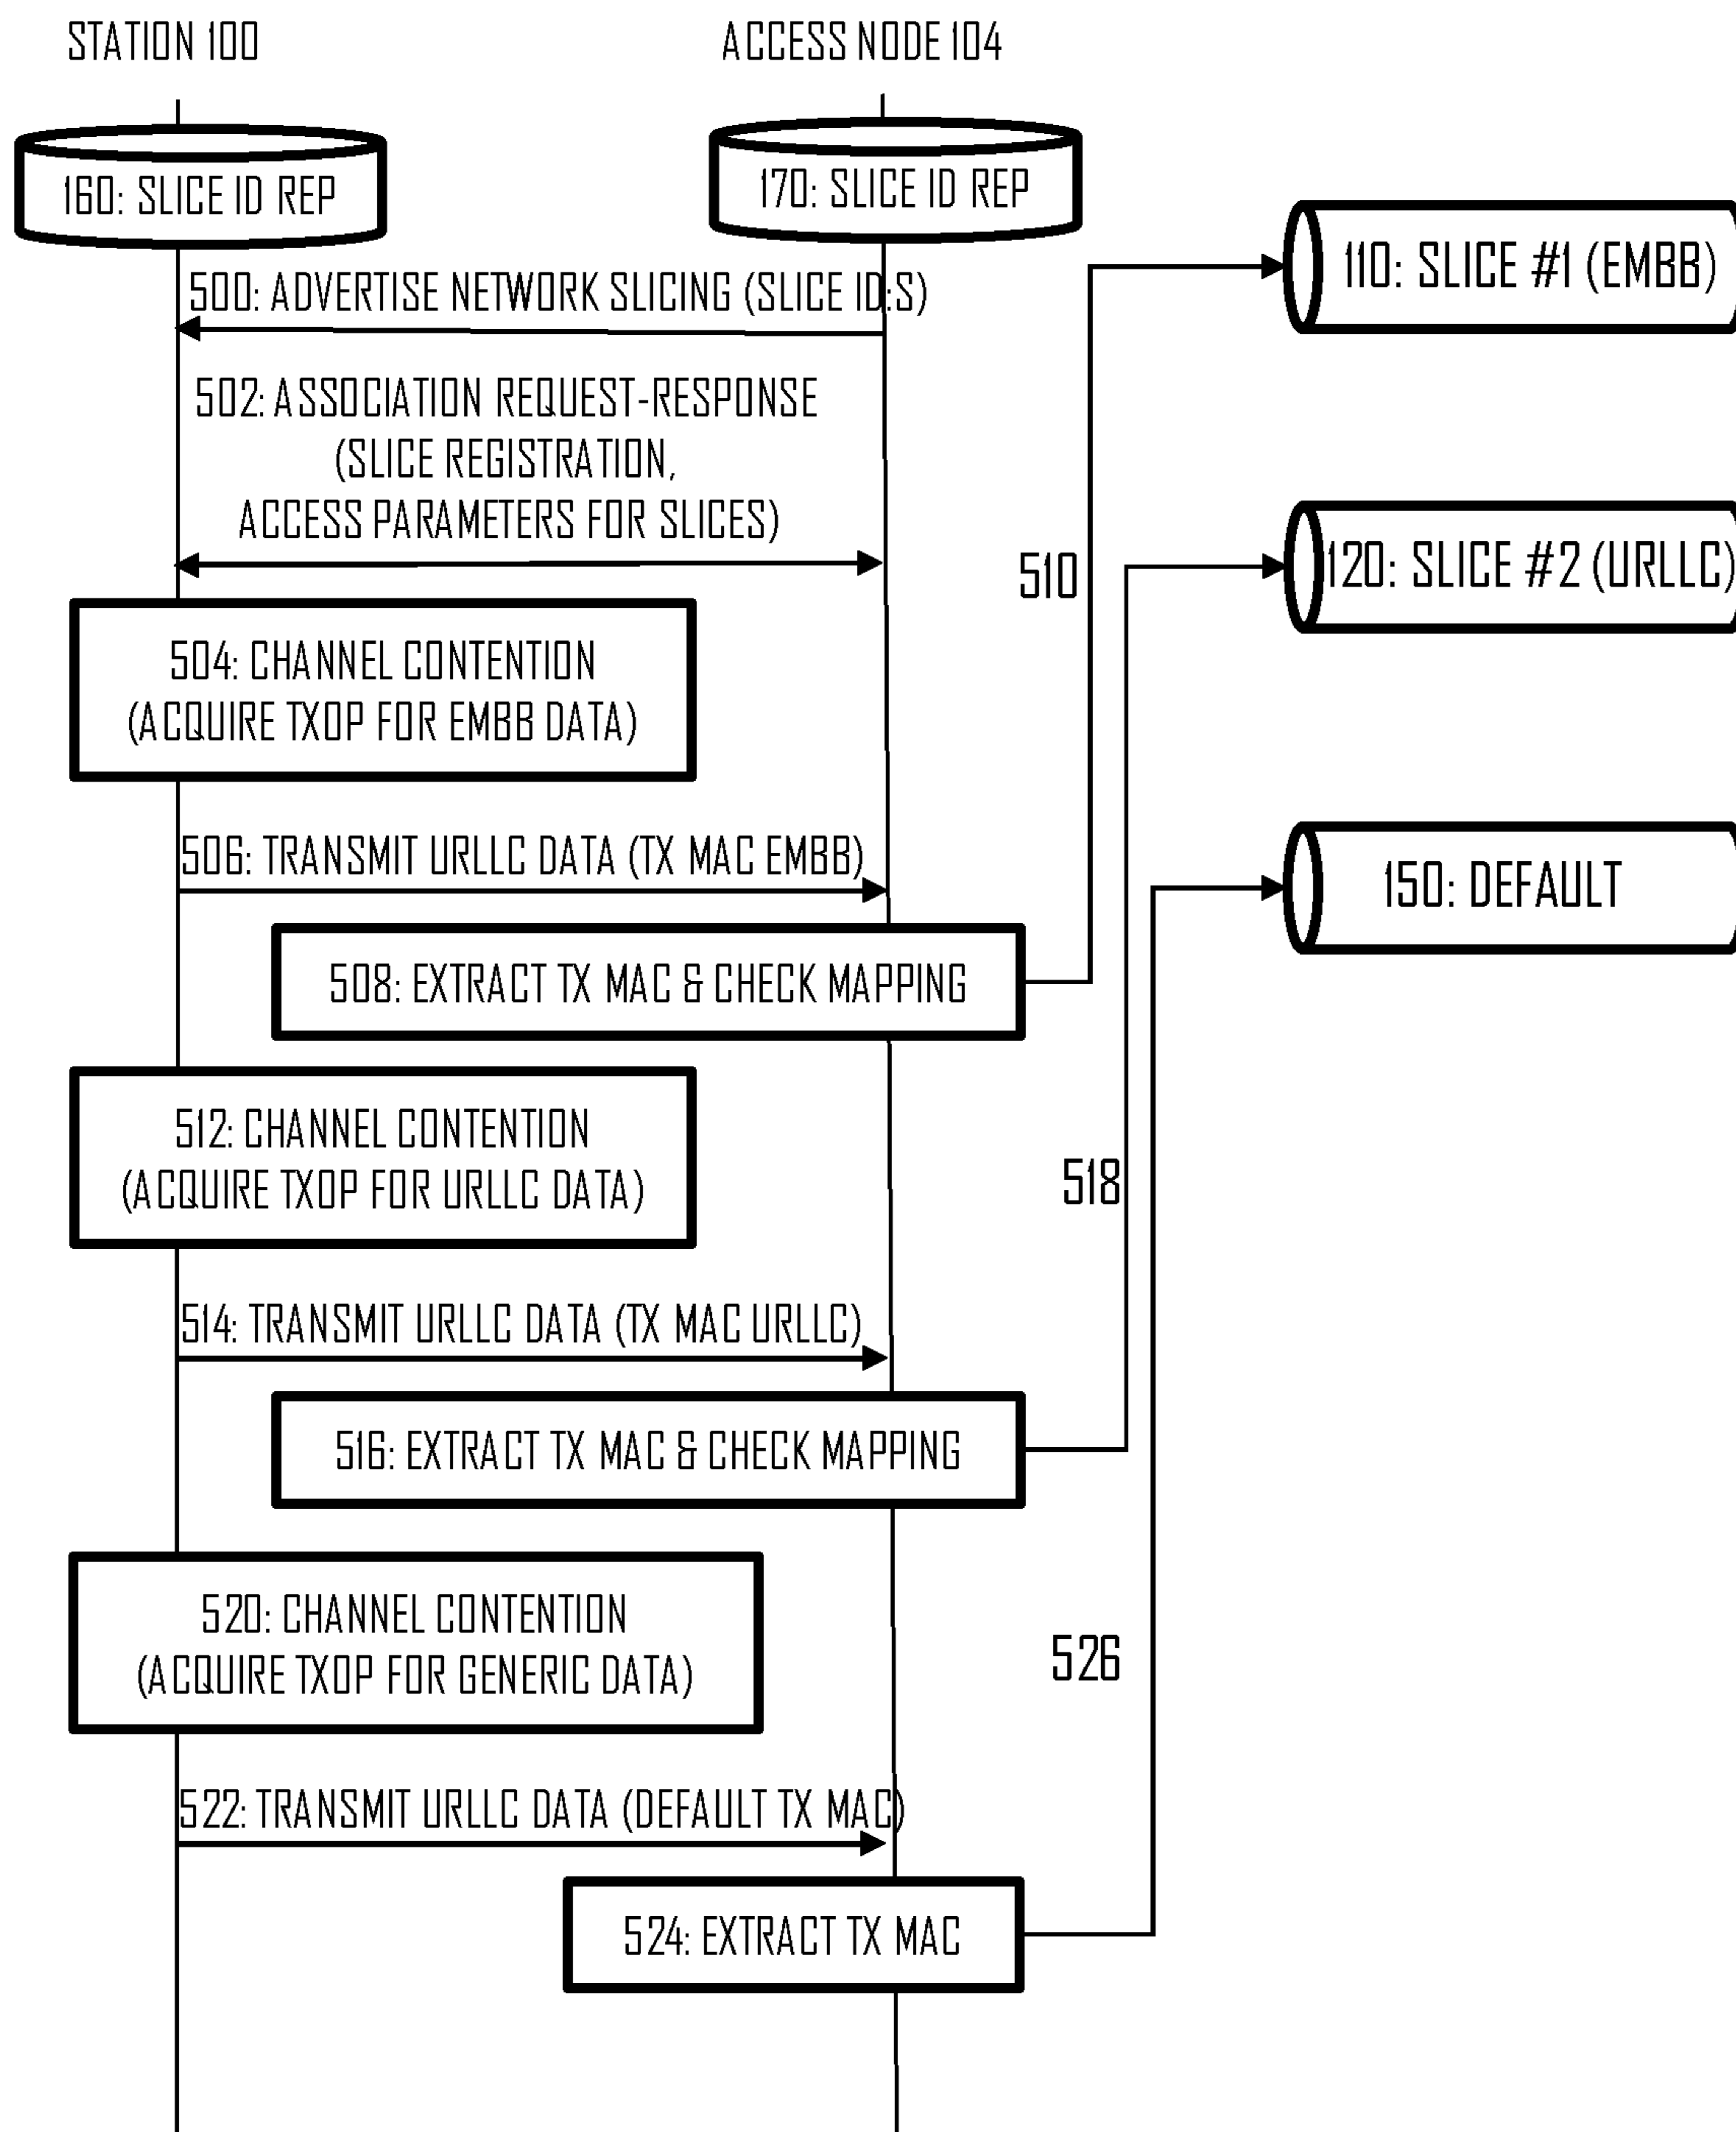 STATION 100
ACCESS NODE 104
160: SLICE ID REP
170: SLICE ID REP
110: SLICE #1 (EMBB)
500: ADVERTISE NETWORK SLICING (SLICE ID:S)
502: ASSOCIATION REQUEST-RESPONSE
(SLICE REGISTRATION,
ACCESS PARAMETERS FOR SLICES)
510
120: SLICE #2 (URLLC)
504: CHANNEL CONTENTION
(ACQUIRE TXOP FOR EMBB DATA)
506: TRANSMIT URLLC DATA (TX MAC EMBB)
150: DEFAULT
508: EXTRACT TX MAC & CHECK MAPPING
512: CHANNEL CONTENTION
(ACQUIRE TXOP FOR URLLC DATA)
518
514: TRANSMIT URLLC DATA (TX MAC URLLC)
516: EXTRACT TX MAC & CHECK MAPPING
520: CHANNEL CONTENTION
(ACQUIRE TXOP FOR GENERIC DATA)
526
522: TRANSMIT URLLC DATA (DEFAULT TX MAC)
524: EXTRACT TX MAC